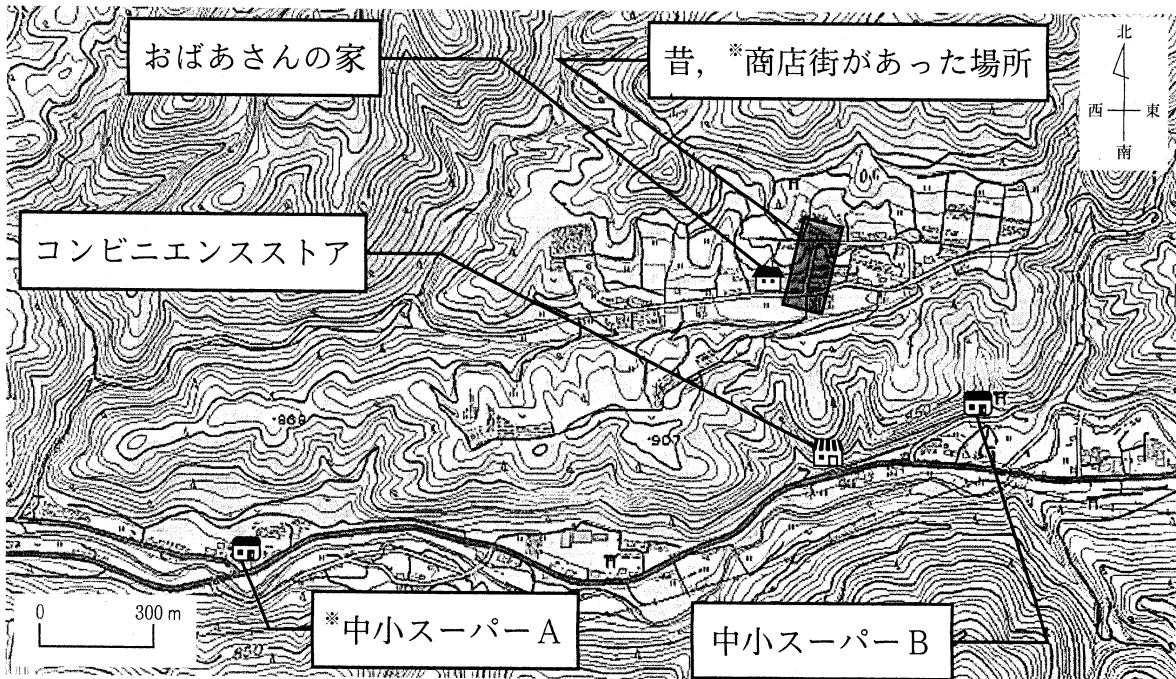 おばあさんの家
昔,※商店街があった場所
北
西 東
南
コンビニエンスストア
・869
・907
850
0 300 m
※中小スーパーA
中小スーパーB